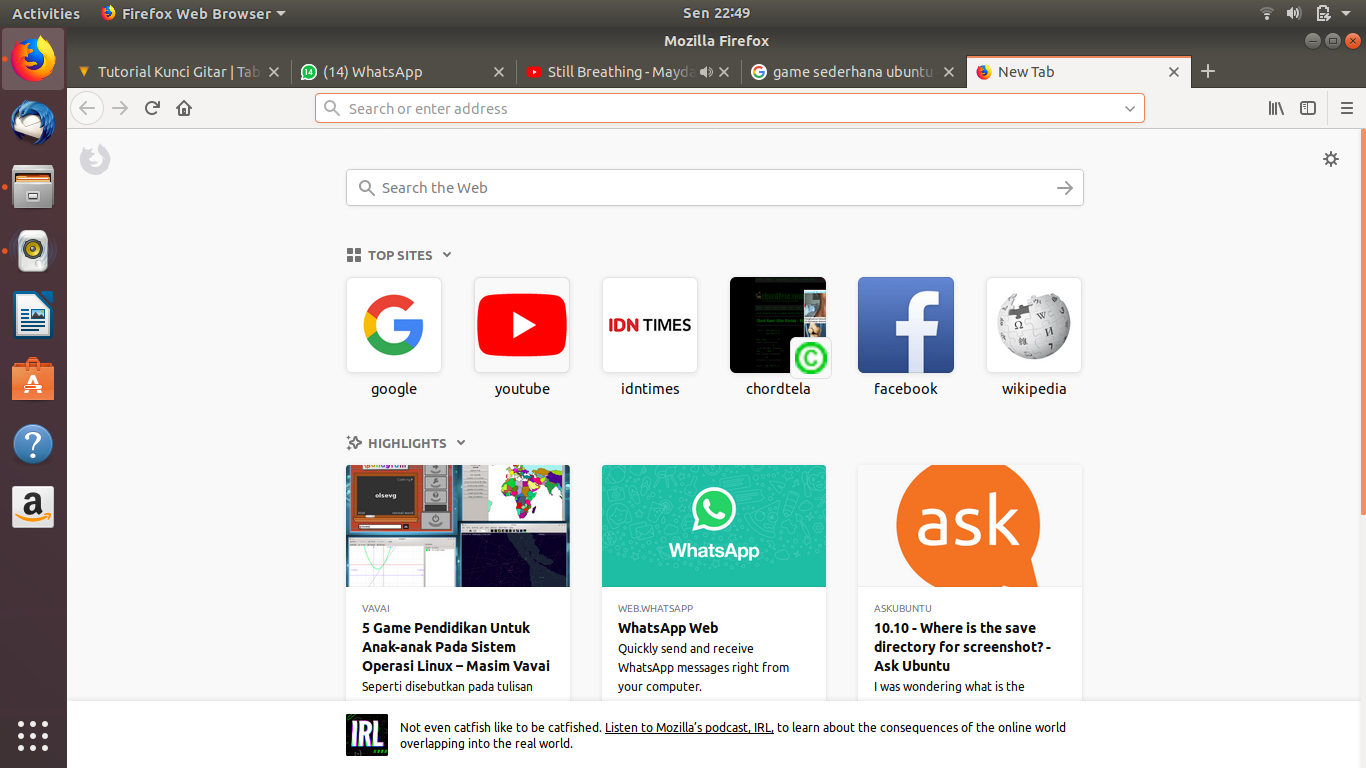 Activities
Firefox Web Browser
Sen 22:49
Mozilla Firefox
Tutorial Kunci Gitar | Tab
14
(14) WhatsApp
Still Breathing - Mayda
game sederhana ubuntu
New Tab
Search or enter address
Search the Web
TOP SITES
IDN TIMES
google
youtube
idntimes
chordtela
facebook
wikipedia
HIGHLIGHTS
olsevg
WhatsApp
ask
VAVAI
5 Game Pendidikan Untuk
Anak-anak Pada Sistem
Operasi Linux – Masim Vavai
Seperti disebutkan pada tulisan
WEB.WHATSAPP
WhatsApp Web
Quickly send and receive
WhatsApp messages right from
your computer.
ASKUBUNTU
10.10 - Where is the save
directory for screenshot? -
Ask Ubuntu
I was wondering what is the
IRL
Not even catfish like to be catfished. Listen to Mozilla’s podcast, IRL, to learn about the consequences of the online world
overlapping into the real world.